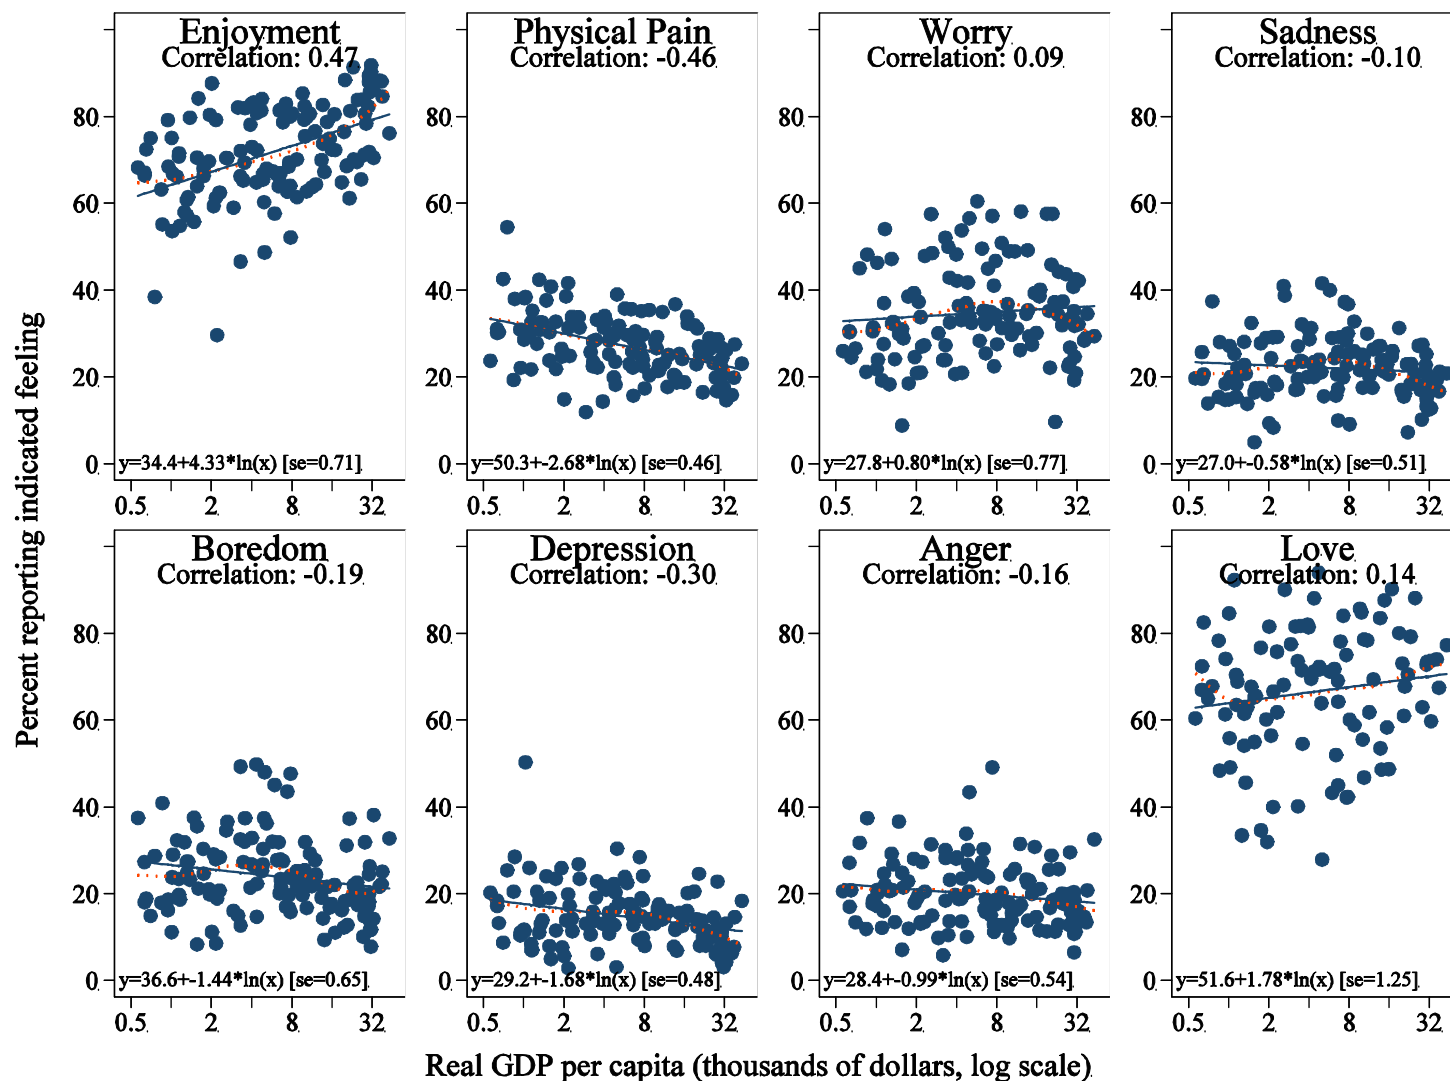 Percent reporting indicated feeling
Enjoyment
Correlation: 0.47
80
60
40
20
0
y=34.4+4.33*ln(x) [se=0.71]
0.5 2 8 32
Physical Pain
Correlation: -0.46
80
60
40
20
0
y=50.3+-2.68*ln(x) [se=0.46]
0.5 2 8 32
Worry
Correlation: 0.09
80
60
40
20
0
y=27.8+0.80*ln(x) [se=0.77]
0.5 2 8 32
Sadness
Correlation: -0.10
80
60
40
20
0
y=27.0+-0.58*ln(x) [se=0.51]
0.5 2 8 32
Boredom
Correlation: -0.19
80
60
40
20
0
y=36.6+-1.44*ln(x) [se=0.65]
0.5 2 8 32
Depression
Correlation: -0.30
80
60
40
20
0
y=29.2+-1.68*ln(x) [se=0.48]
0.5 2 8 32
Anger
Correlation: -0.16
80
60
40
20
0
y=28.4+-0.99*ln(x) [se=0.54]
0.5 2 8 32
Love
Correlation: 0.14
80
60
40
20
0
y=51.6+1.78*ln(x) [se=1.25]
0.5 2 8 32
Real GDP per capita (thousands of dollars, log scale)